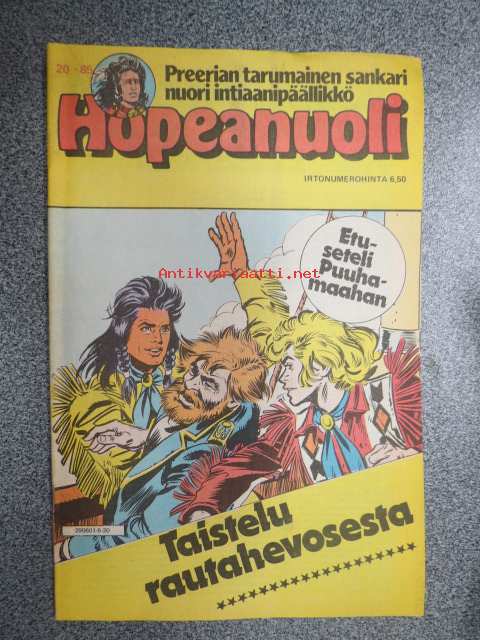 20 - 85
Preerian tarumainen sankari
nuori intiaanipäällikkö
Hopeanuoli
IRTONUMEROHINTA 6,50
Etu-
seteli
Puuha-
maahan
Antikvariaatti.net
Taistelu
rautahevosesta